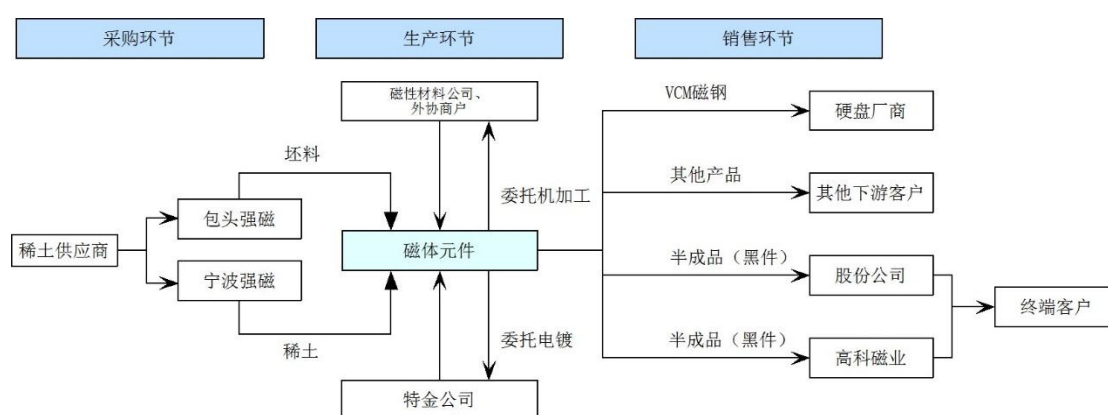 采购环节
生产环节
销售环节
磁性材料公司、
外协商户
VCM磁钢
硬盘厂商
坯料
委托机加工
其他产品
其他下游客户
包头强磁
稀土供应商
磁体元件
半成品（黑件）
股份公司
宁波强磁
终端客户
稀土
委托电镀
半成品（黑件）
高科磁业
特金公司